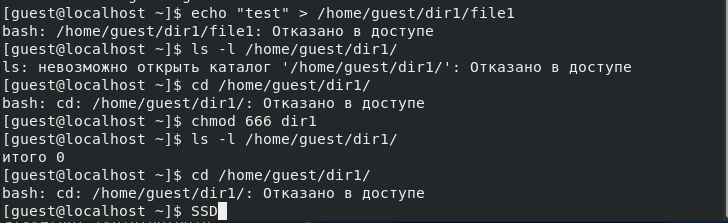 [guest@localhost ~]$ echo "test" > /home/guest/dir1/file1
bash: /home/guest/dir1/file1: Отказано в доступе
[guest@localhost ~]$ ls -l /home/guest/dir1/
ls: невозможно открыть каталог '/home/guest/dir1/': Отказано в доступе
[guest@localhost ~]$ cd /home/guest/dir1/
bash: cd: /home/guest/dir1/: Отказано в доступе
[guest@localhost ~]$ chmod 666 dir1
[guest@localhost ~]$ ls -l /home/guest/dir1/
итого 0
[guest@localhost ~]$ cd /home/guest/dir1/
bash: cd: /home/guest/dir1/: Отказано в доступе
[guest@localhost ~]$ SSD